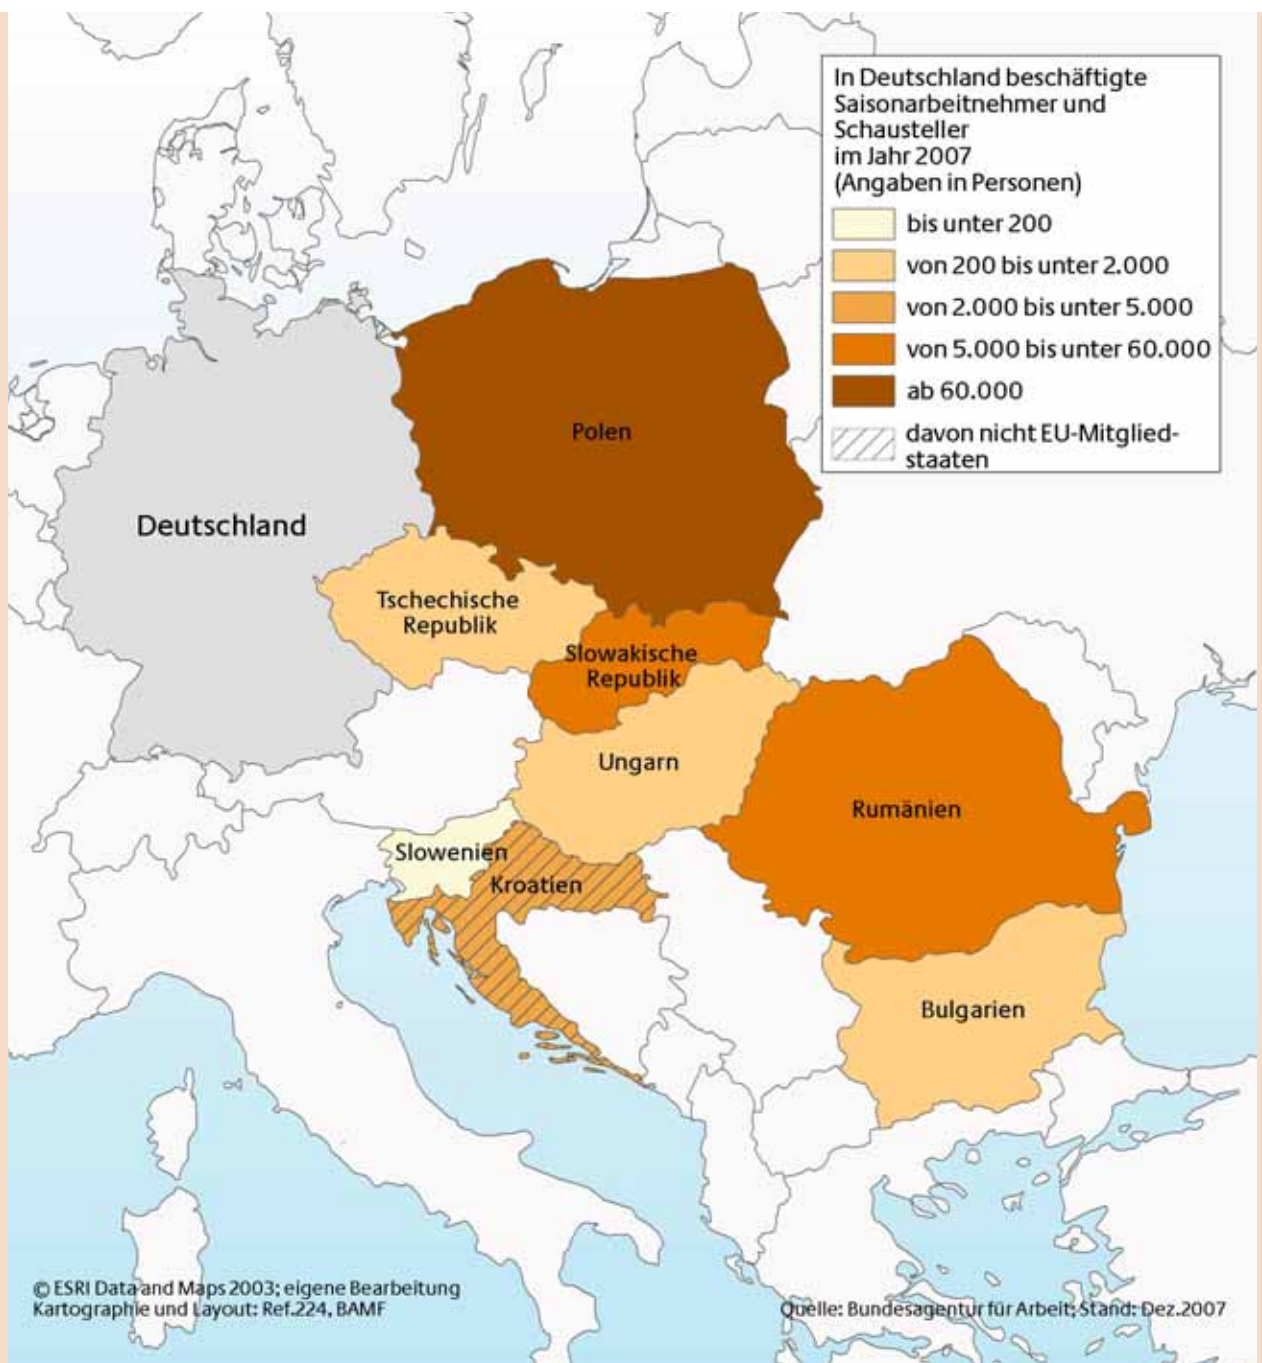 In Deutschland beschäftigte
Saisonarbeitnehmer und
Schausteller
im Jahr 2007
(Angaben in Personen)
bis unter 200
von 200 bis unter 2.000
von 2.000 bis unter 5.000
von 5.000 bis unter 60.000
ab 60.000
davon nicht EU-Mitglied-
staaten
Polen
Deutschland
Tschechische
Republik
Slowakische
Republik
Ungarn
Rumänien
Slowenien
Kroatien
Bulgarien
© ESRI Data and Maps 2003; eigene Bearbeitung
Kartographie und Layout: Ref.224, BAMF
Quelle: Bundesagentur für Arbeit; Stand: Dez.2007